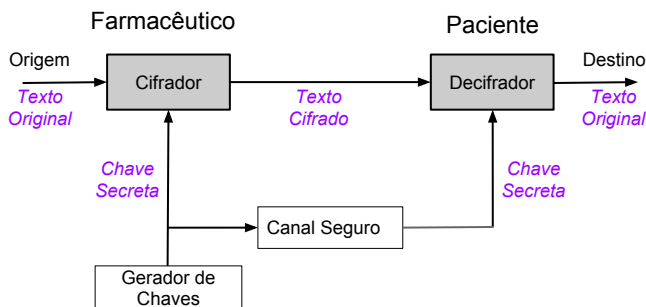 Farmacêutico
Paciente
Origem
Cifrador
Decifrador
Destino
Texto
Original
Texto
Cifrado
Texto
Original
Chave
Secreta
Chave
Secreta
Canal Seguro
Gerador de
Chaves